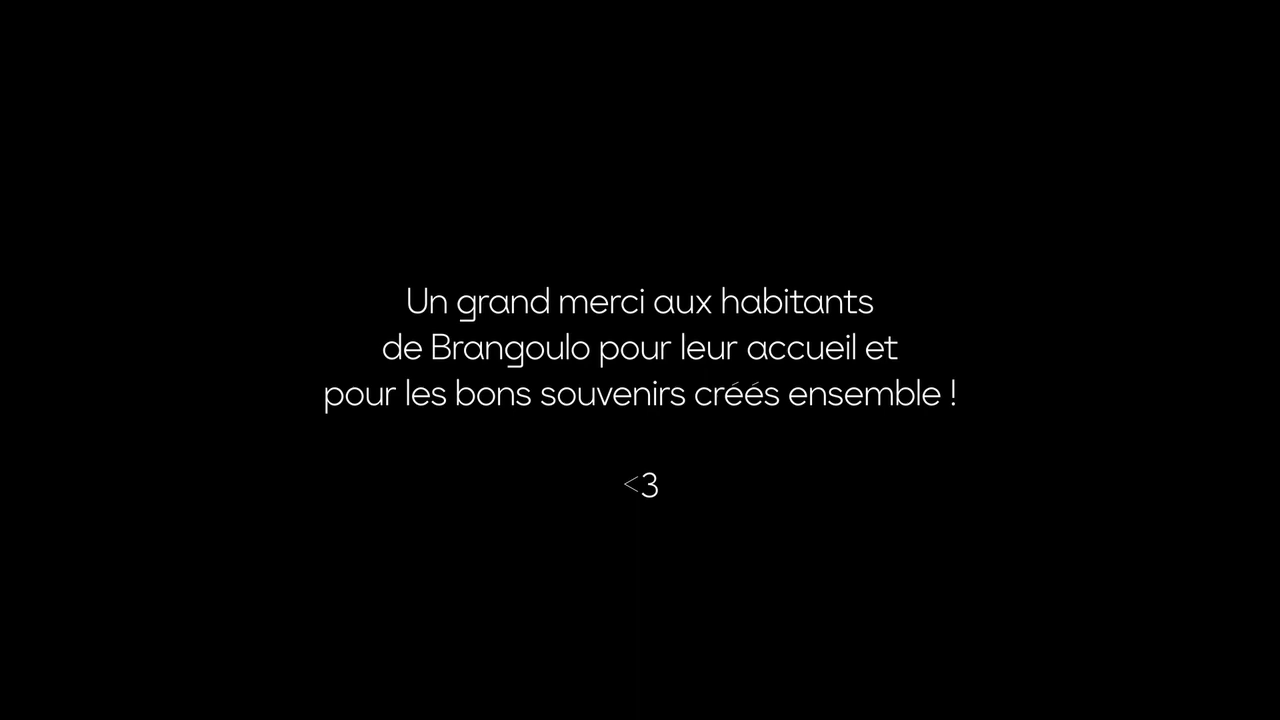 Un grand merci aux habitants
de Brangoulo pour leur accueil et
pour les bons souvenirs créés ensemble !
<3